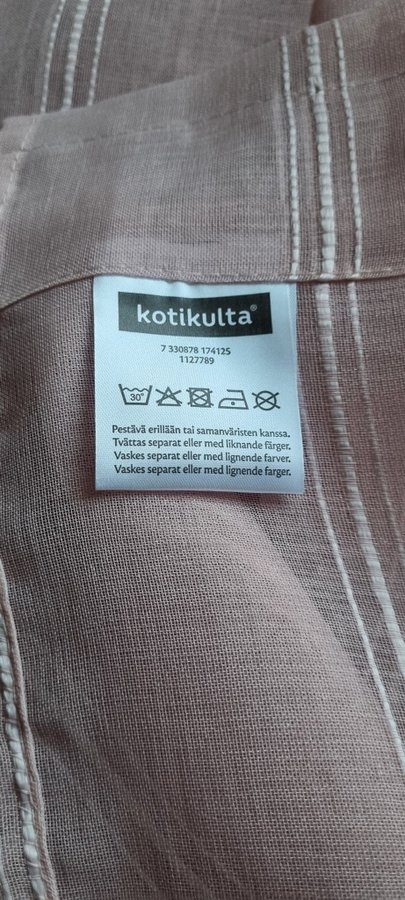 kotikulta®
7 330878 174125
1127789
30°
Pestävä erillään tai samanväristen kanssa.
Tvättas separat eller med liknande färger.
Vaskes separat eller med lignende farver.
Vaskes separat eller med lignende farger.